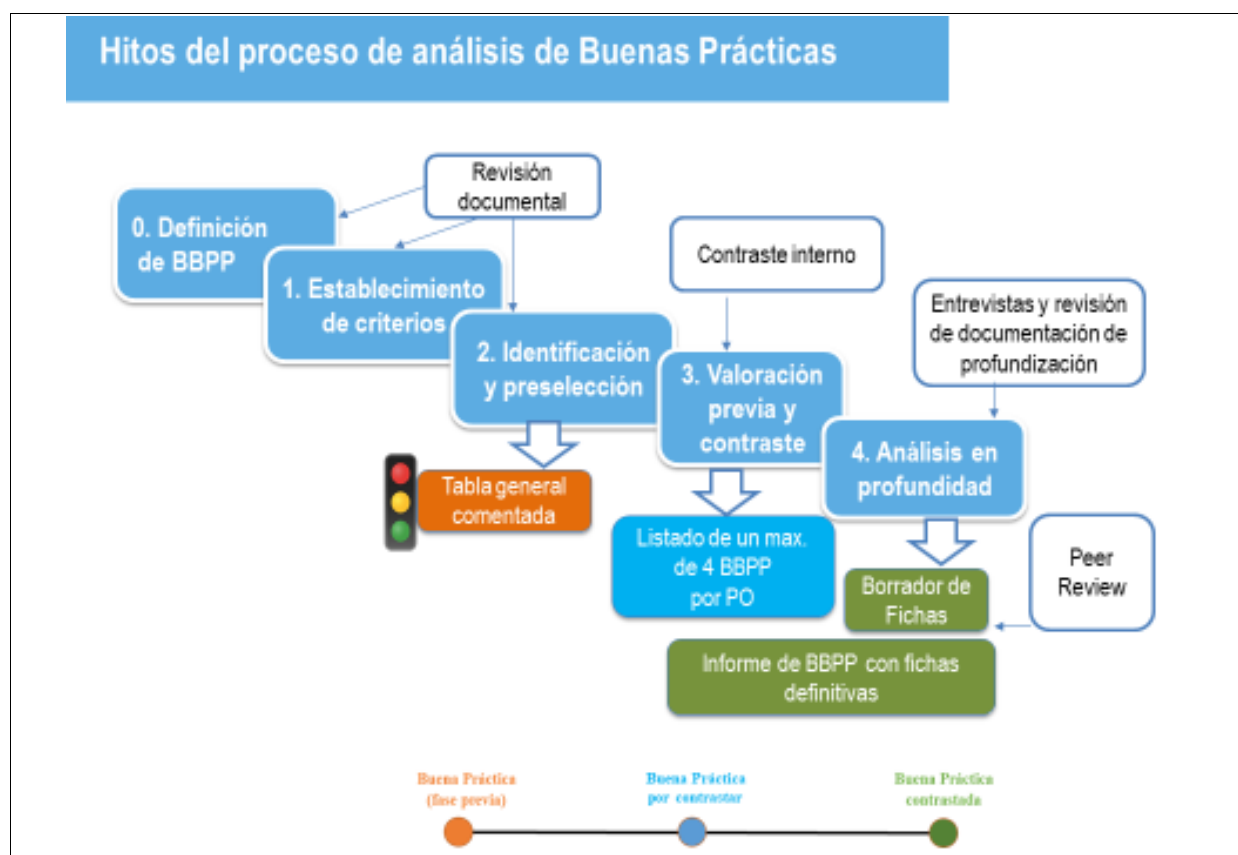 Hitos del proceso de análisis de Buenas Prácticas
Revisión
documental
0. Definición
de BBPP
1. Establecimiento
de criterios
Contraste interno
2. Identificación
y preselección
Entrevistas y revisión
de documentación de
profundización
3. Valoración
previa y
contraste
4. Análisis en
profundidad
Tabla general
comentada
Listado de un max.
de 4 BBPP
por PO
Borrador de
Fichas
Peer
Review
Informe de BBPP con fichas
definitivas
Buena Práctica
(fase previa)
Buena Práctica
por contrastar
Buena Práctica
contrastada